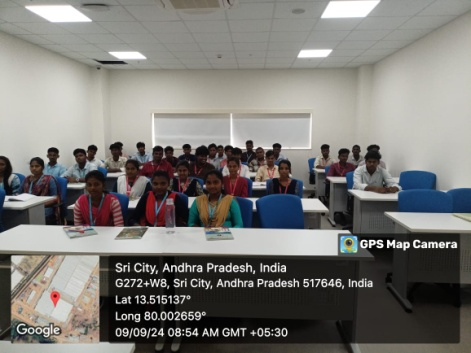 GPS Map Camera
Sri City, Andhra Pradesh, India
G272+W8, Sri City, Andhra Pradesh 517646, India
Lat 13.515137°
Long 80.002659°
09/09/24 08:54 AM GMT +05:30
Google